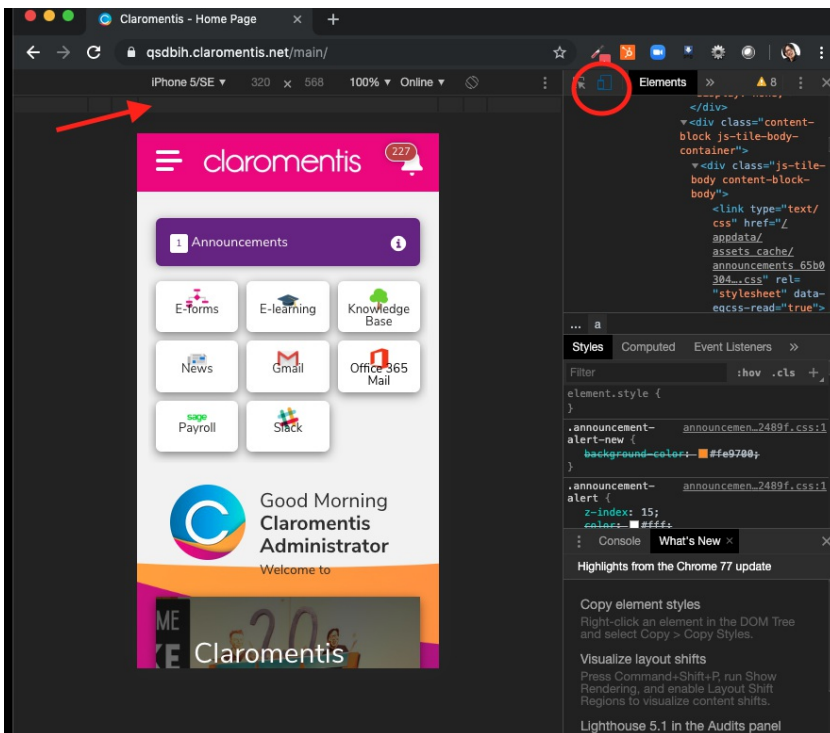 Claromentis - Home Page
qsdbih.claromentis.net/main/
iPhone 5/SE ▼ 320 x 568 100% ▼ Online ▼
Elements » 8
</div>
▼<div class="content-
block js-tile-body-
container">
▼<div class="js-tile-
body content-block-
body">
<link type="text/
css" href="/
appdata/
assets_cache/
announcements_65b0
304….css" rel=
"stylesheet" data-
eqcss-read="true">
... a
Styles Computed Event Listeners »
Filter :hov .cls +
element.style {
}
.announcement- announcemen…2489f.css:1
alert-new {
background-color: #fe9700;
}
.announcement- announcemen…2489f.css:1
alert {
z-index: 15;
color: #fff;
Console What's New ×
Highlights from the Chrome 77 update
Copy element styles
Right-click an element in the DOM Tree
and select Copy > Copy Styles.
Visualize layout shifts
Press Command+Shift+P, run Show
Rendering, and enable Layout Shift
Regions to visualize content shifts.
Lighthouse 5.1 in the Audits panel
claromentis 227
1 Announcements
E-forms E-learning Knowledge
Base
News Gmail Office 365
Mail
sage
Payroll Slack
Good Morning
Claromentis
Administrator
Welcome to
ME
KE
Claromentis